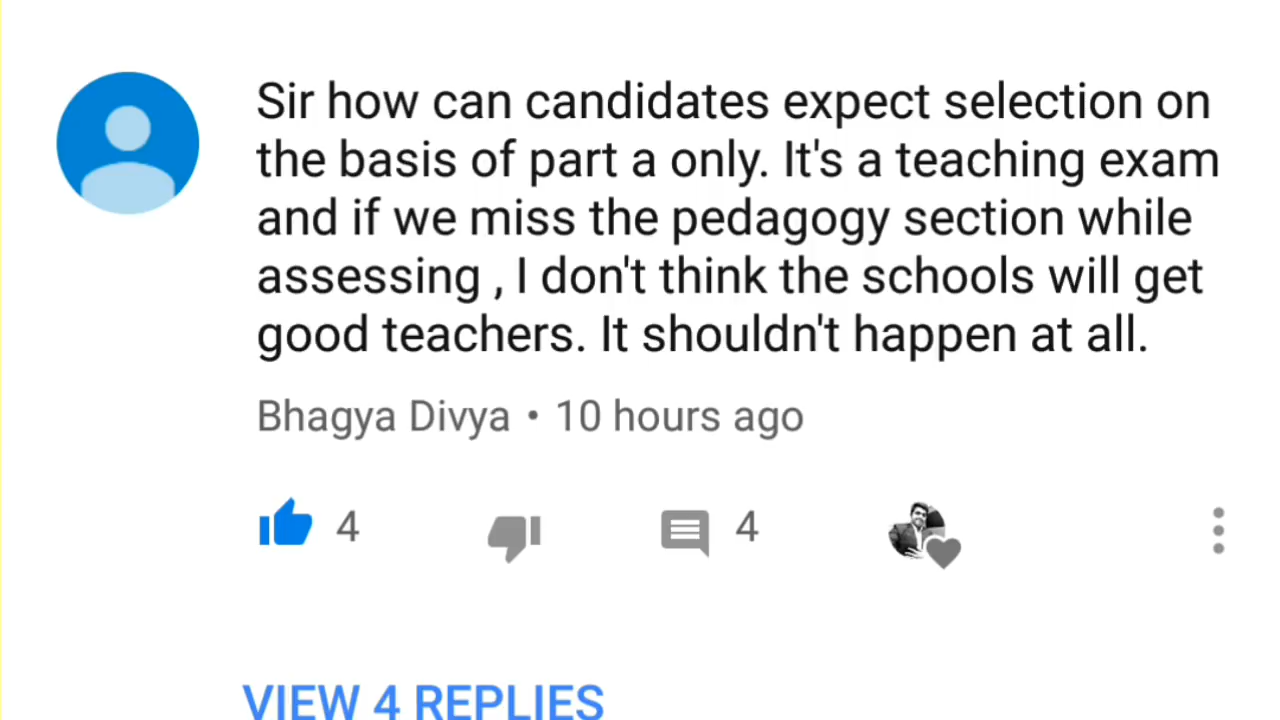 Sir how can candidates expect selection on
the basis of part a only. It's a teaching exam
and if we miss the pedagogy section while
assessing , I don't think the schools will get
good teachers. It shouldn't happen at all.
Bhagya Divya • 10 hours ago
4 4
VIEW 4 REPLIES